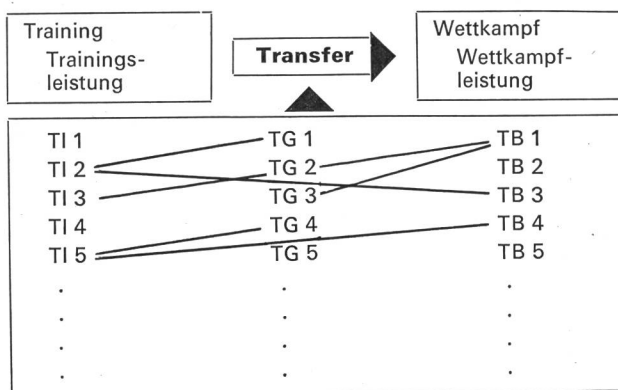 Training
Trainings-
leistung
Transfer
Wettkampf
Wettkampf-
leistung
TI 1 TG 1 TB 1
TI 2 TG 2 TB 2
TI 3 TG 3 TB 3
TI 4 TG 4 TB 4
TI 5 TG 5 TB 5
. . .
. . .
. . .
. . .